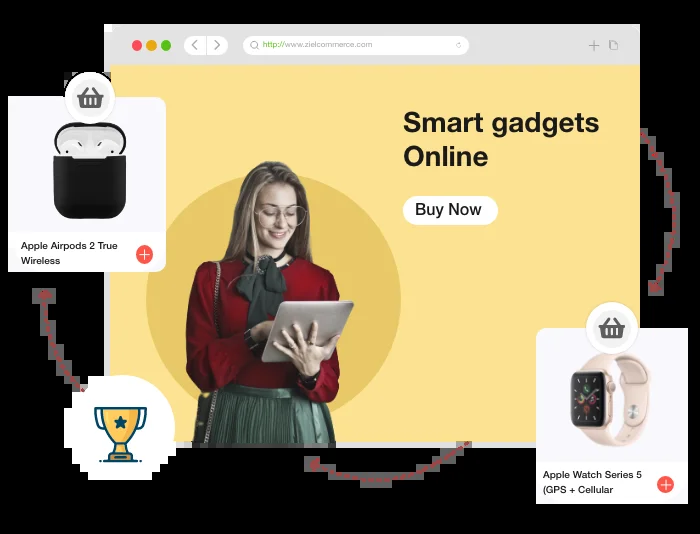 http://www.zielcommerce.com
Smart gadgets
Online
Buy Now
Apple Airpods 2 True
Wireless
Apple Watch Series 5
(GPS + Cellular